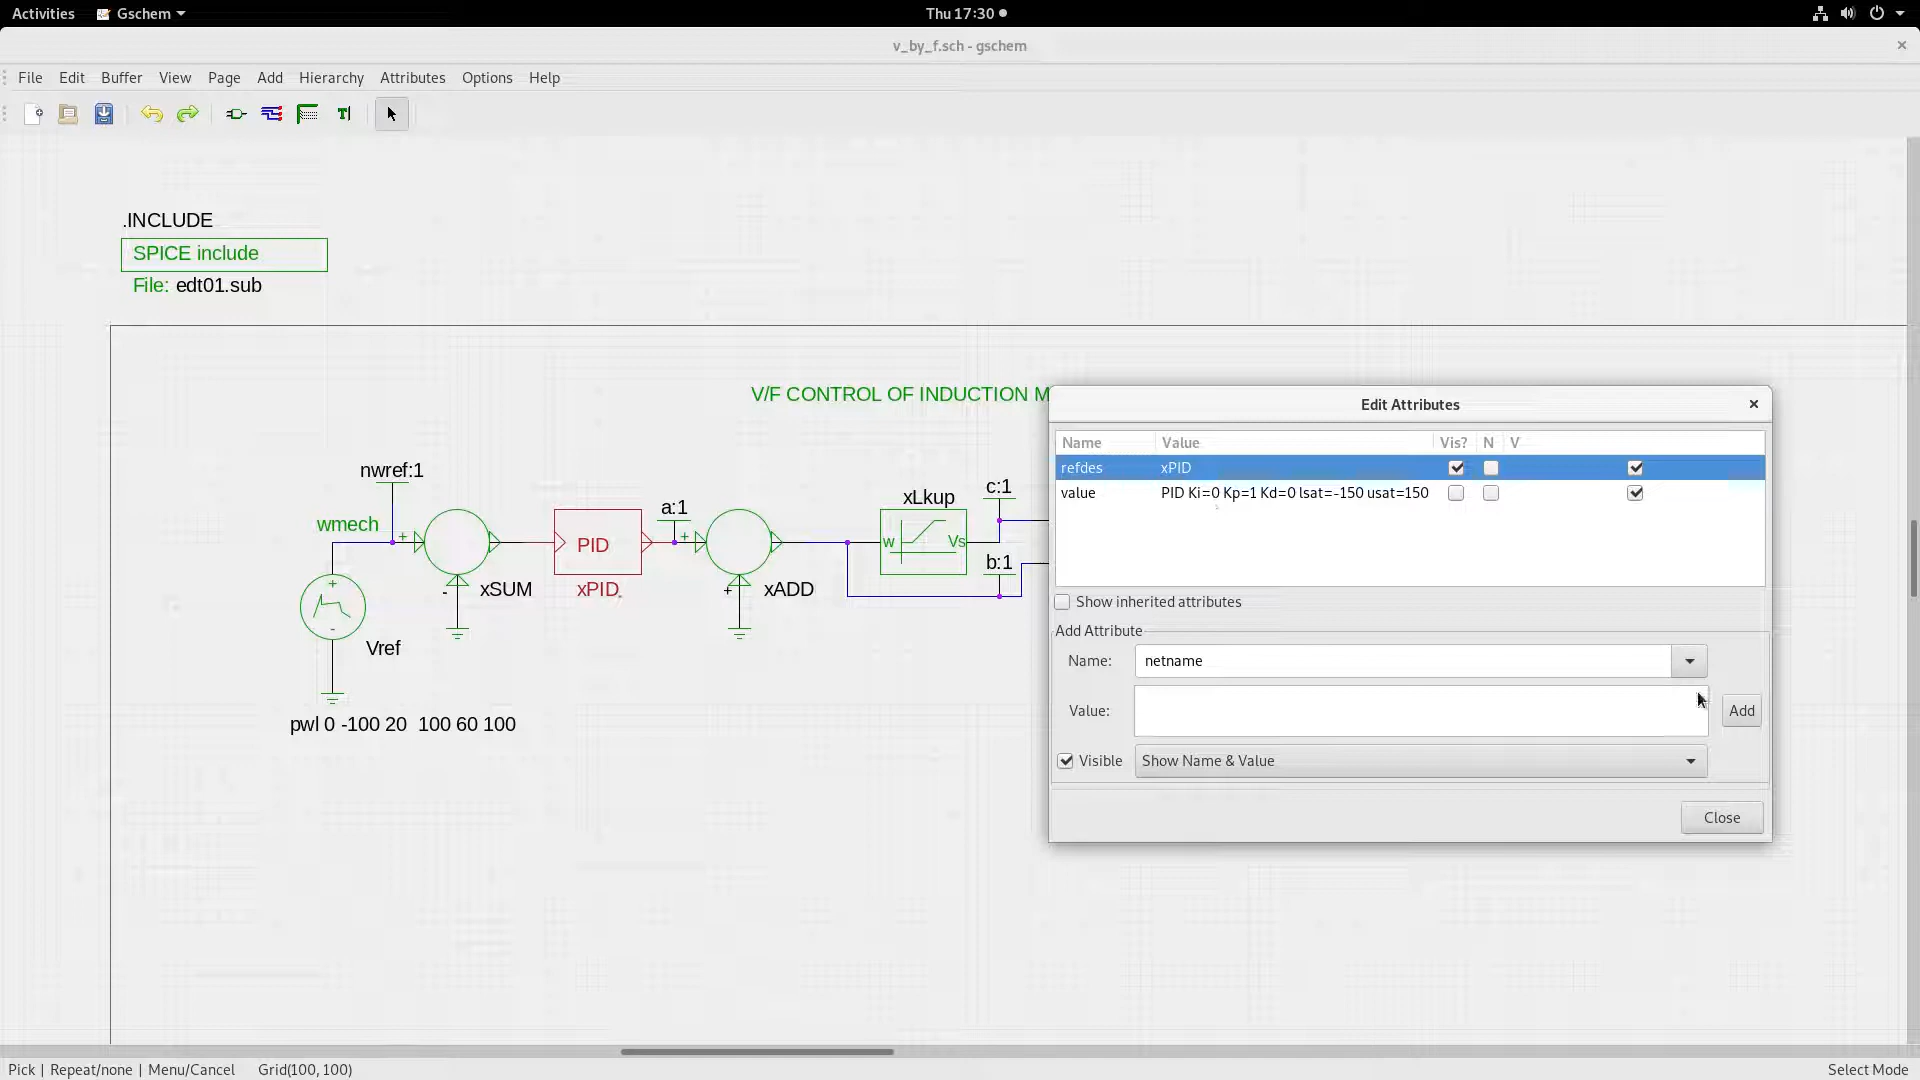 Activities Gschem Thu 17:30
v_by_f.sch - gschem
File Edit Buffer View Page Add Hierarchy Attributes Options Help
.INCLUDE
SPICE include
File: edt01.sub
V/F CONTROL OF INDUCTION M
Edit Attributes
Name Value Vis? N V
refdes xPID
value PID Ki=0 Kp=1 Kd=0 lsat=-150 usat=150
Show inherited attributes
Add Attribute
Name: netname
Value:
Add
Visible Show Name & Value
Close
nwref:1
wmech
+
+
-
Vref
pwl 0 -100 20 100 60 100
-
xSUM
PID
xPID
a:1
+
+
xADD
xLkup
w Vs
c:1
b:1
Pick | Repeat/none | Menu/Cancel Grid(100, 100) Select Mode